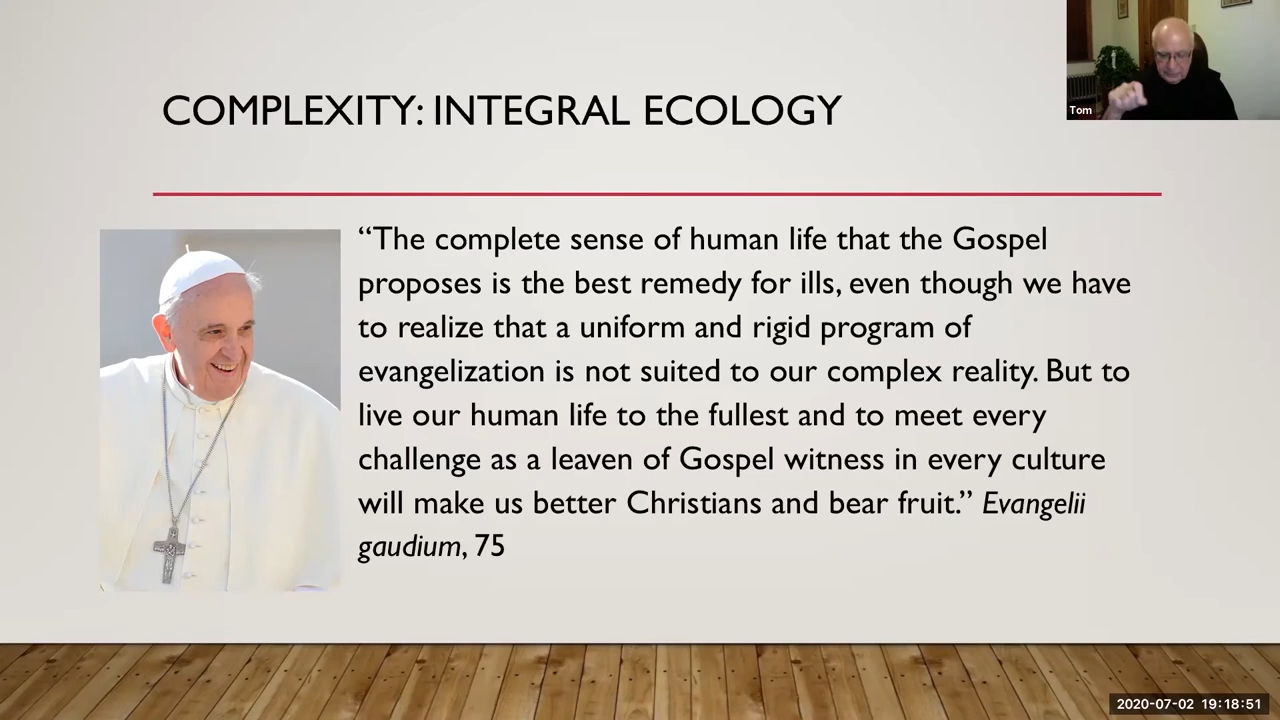 COMPLEXITY: INTEGRAL ECOLOGY
Tom
“The complete sense of human life that the Gospel
proposes is the best remedy for ills, even though we have
to realize that a uniform and rigid program of
evangelization is not suited to our complex reality. But to
live our human life to the fullest and to meet every
challenge as a leaven of Gospel witness in every culture
will make us better Christians and bear fruit.” Evangelii
gaudium, 75
2020-07-02 19:18:51